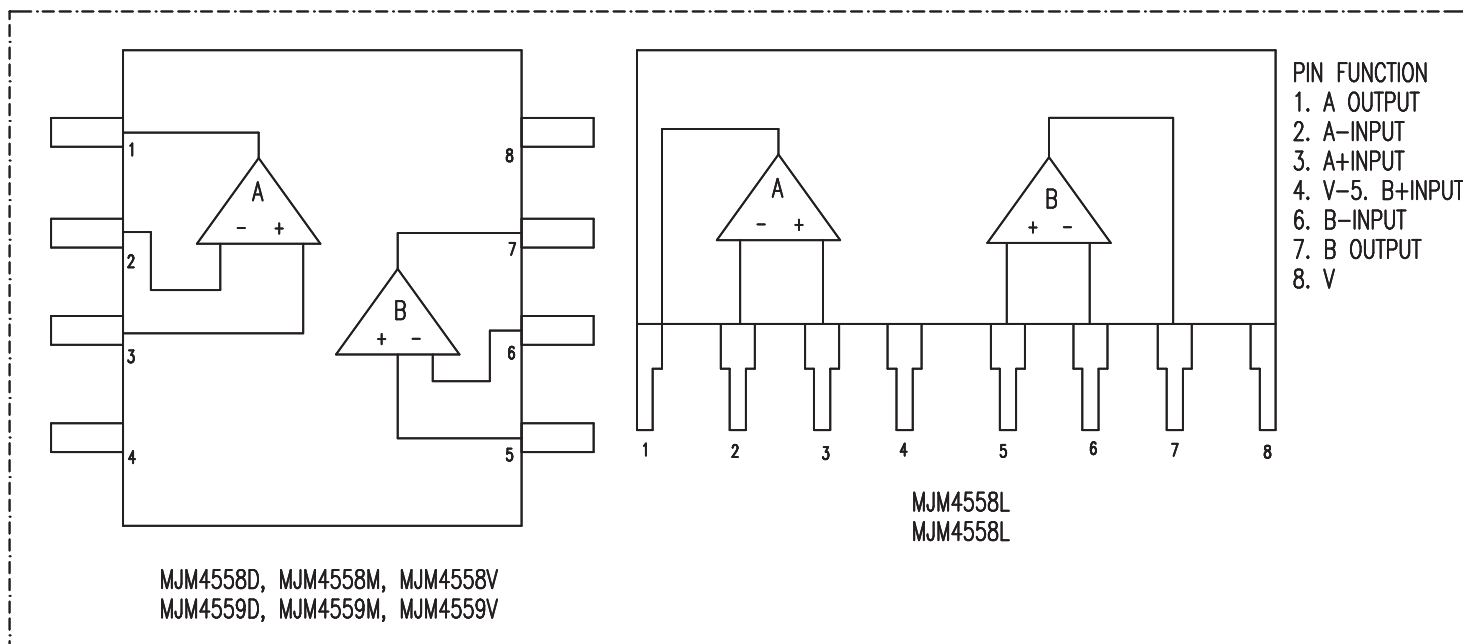 1
2
3
4
8
7
6
5
A
- +
B
+ -
MJM4558D, MJM4558M, MJM4558V
MJM4559D, MJM4559M, MJM4559V
A
- +
B
+ -
1 2 3 4 5 6 7 8
MJM4558L
MJM4558L
PIN FUNCTION
1. A OUTPUT
2. A-INPUT
3. A+INPUT
4. V-5. B+INPUT
6. B-INPUT
7. B OUTPUT
8. V